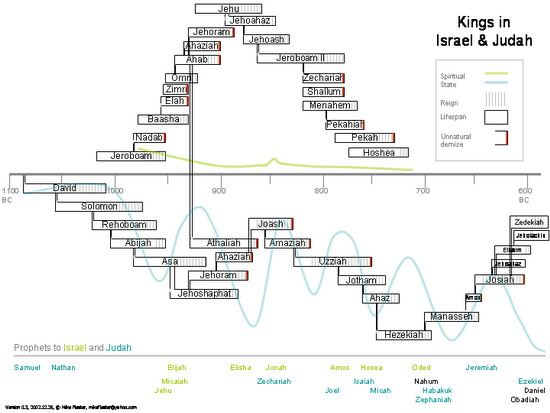 Kings in
Israel & Judah
Spiritual
State
Reign
Lifespan
Unnatural
demise
Jehu
Jehoahaz
Jehoram
Jehoash
Ahaziah
Ahab
Jeroboam II
Omri
Zechariah
Zimri
Shallum
Elah
Menahem
Baasha
Pekahiah
Nadab
Pekah
Jeroboam
Hoshea
1100
BC
1000
900
800
700
600
BC
David
Solomon
Rehoboam
Abijah
Asa
Athaliah
Ahaziah
Jehoram
Jehoshaphat
Joash
Amaziah
Uzziah
Jotham
Ahaz
Hezekiah
Manasseh
Amon
Josiah
Zedekiah
Prophets to Israel and Judah
Samuel Nathan Elijah Elisha Jonah Amos Hosea Oded Jeremiah
Micaiah Zechariah Isaiah Nahum Ezekiel
Jehu Joel Micah Habakuk Daniel
Zephaniah Obadiah